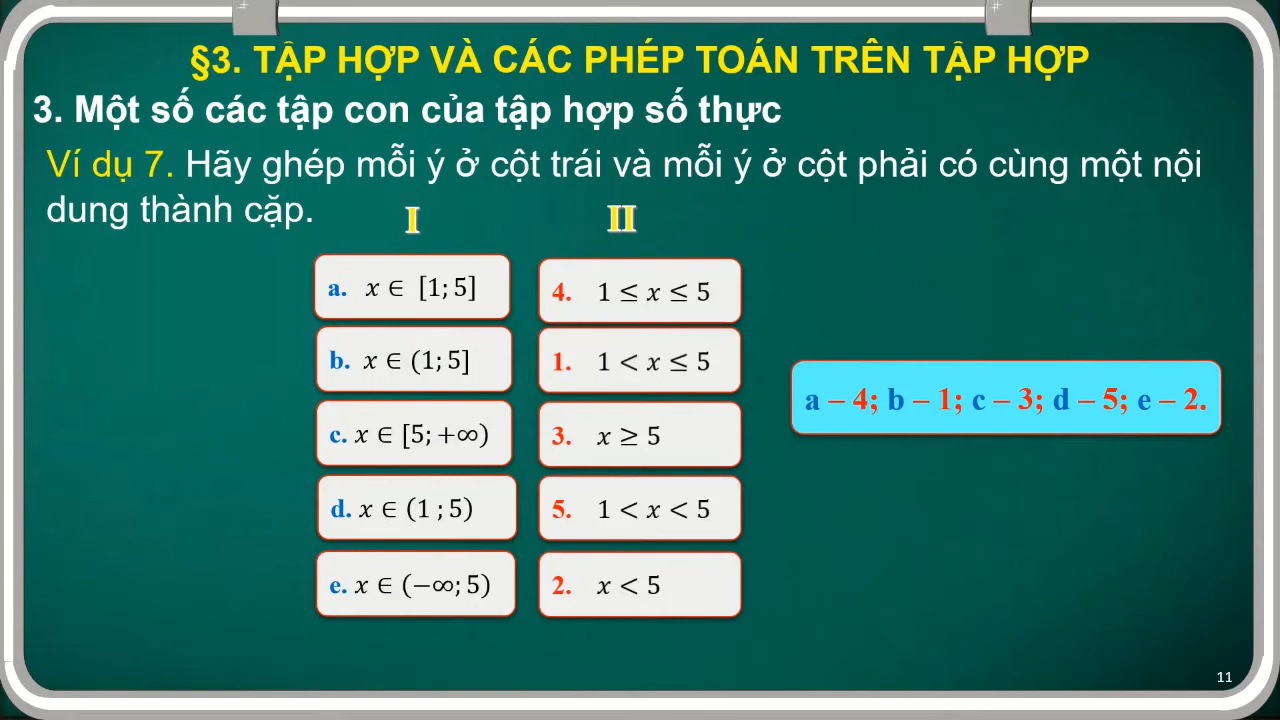 §3. TẬP HỢP VÀ CÁC PHÉP TOÁN TRÊN TẬP HỢP
3. Một số các tập con của tập hợp số thực
Ví dụ 7. Hãy ghép mỗi ý ở cột trái và mỗi ý ở cột phải có cùng một nội
dung thành cặp.
I II
a. x ∈ [1; 5] 4. 1 ≤ x ≤ 5
b. x ∈ (1; 5] 1. 1 < x ≤ 5
c. x ∈ [5; +∞) 3. x ≥ 5
a – 4; b – 1; c – 3; d – 5; e – 2.
d. x ∈ (1 ; 5) 5. 1 < x < 5
e. x ∈ (−∞; 5) 2. x < 5
11